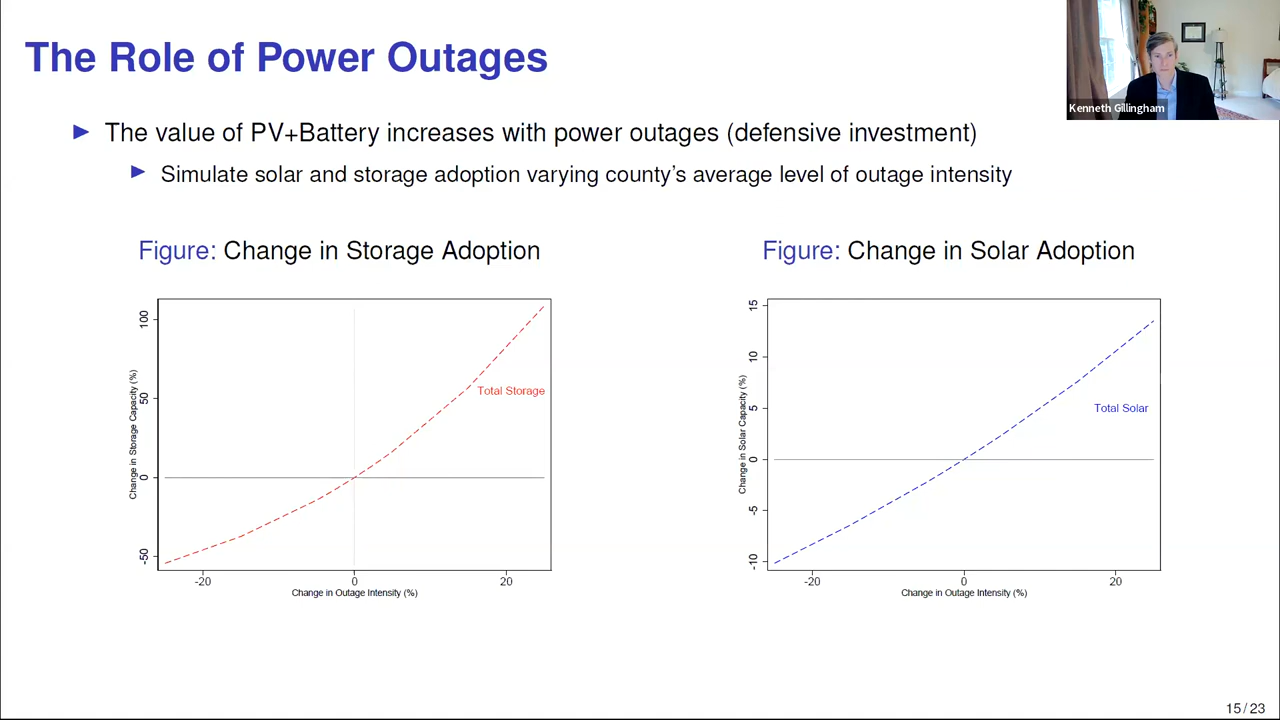 The Role of Power Outages
Kenneth Gillingham
The value of PV+Battery increases with power outages (defensive investment)
Simulate solar and storage adoption varying county's average level of outage intensity
Figure: Change in Storage Adoption
Change in Storage Capacity (%)
100
50
0
-50
Total Storage
-20 0 20
Change in Outage Intensity (%)
Figure: Change in Solar Adoption
Change in Solar Capacity (%)
15
10
5
0
-5
-10
Total Solar
-20 0 20
Change in Outage Intensity (%)
15 / 23